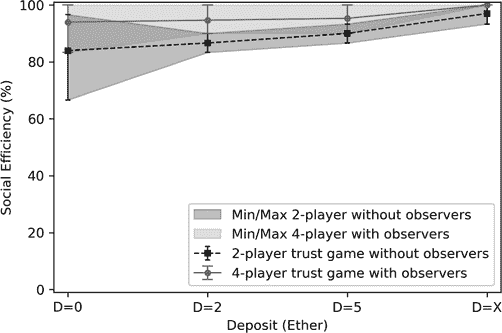 100
80
60
40
20
0
Social Efficiency (%)
Min/Max 2-player without observers
Min/Max 4-player with observers
2-player trust game without observers
4-player trust game with observers
D=0 D=2 D=5 D=X
Deposit (Ether)